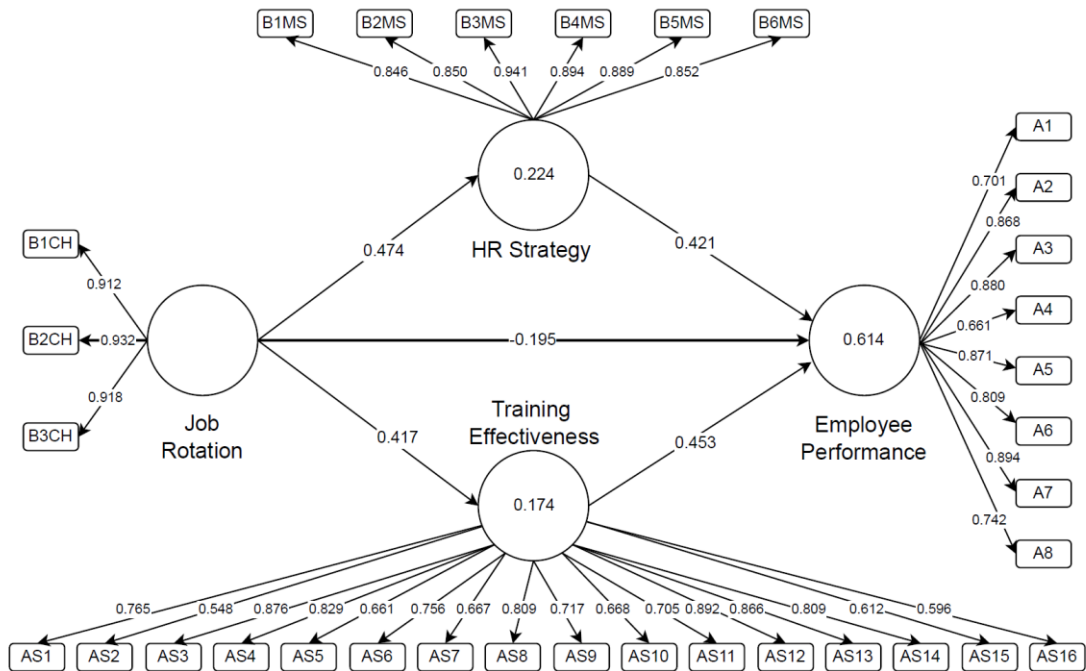 B1MS B2MS B3MS B4MS B5MS B6MS
0.846 0.850 0.941 0.894 0.889 0.852
0.224
HR Strategy
0.474
0.421
B1CH
0.912
B2CH
0.932
0.918
B3CH
Job
Rotation
-0.195
0.614
Employee
Performance
A1
0.701
A2
0.868
A3
0.880
A4
0.661
A5
0.871
A6
0.809
A7
0.894
A8
0.742
0.417
Training
Effectiveness
0.453
0.174
0.765 0.548 0.876 0.829 0.661 0.756 0.667 0.809 0.717 0.668 0.705 0.892 0.866 0.809 0.612 0.596
AS1 AS2 AS3 AS4 AS5 AS6 AS7 AS8 AS9 AS10 AS11 AS12 AS13 AS14 AS15 AS16